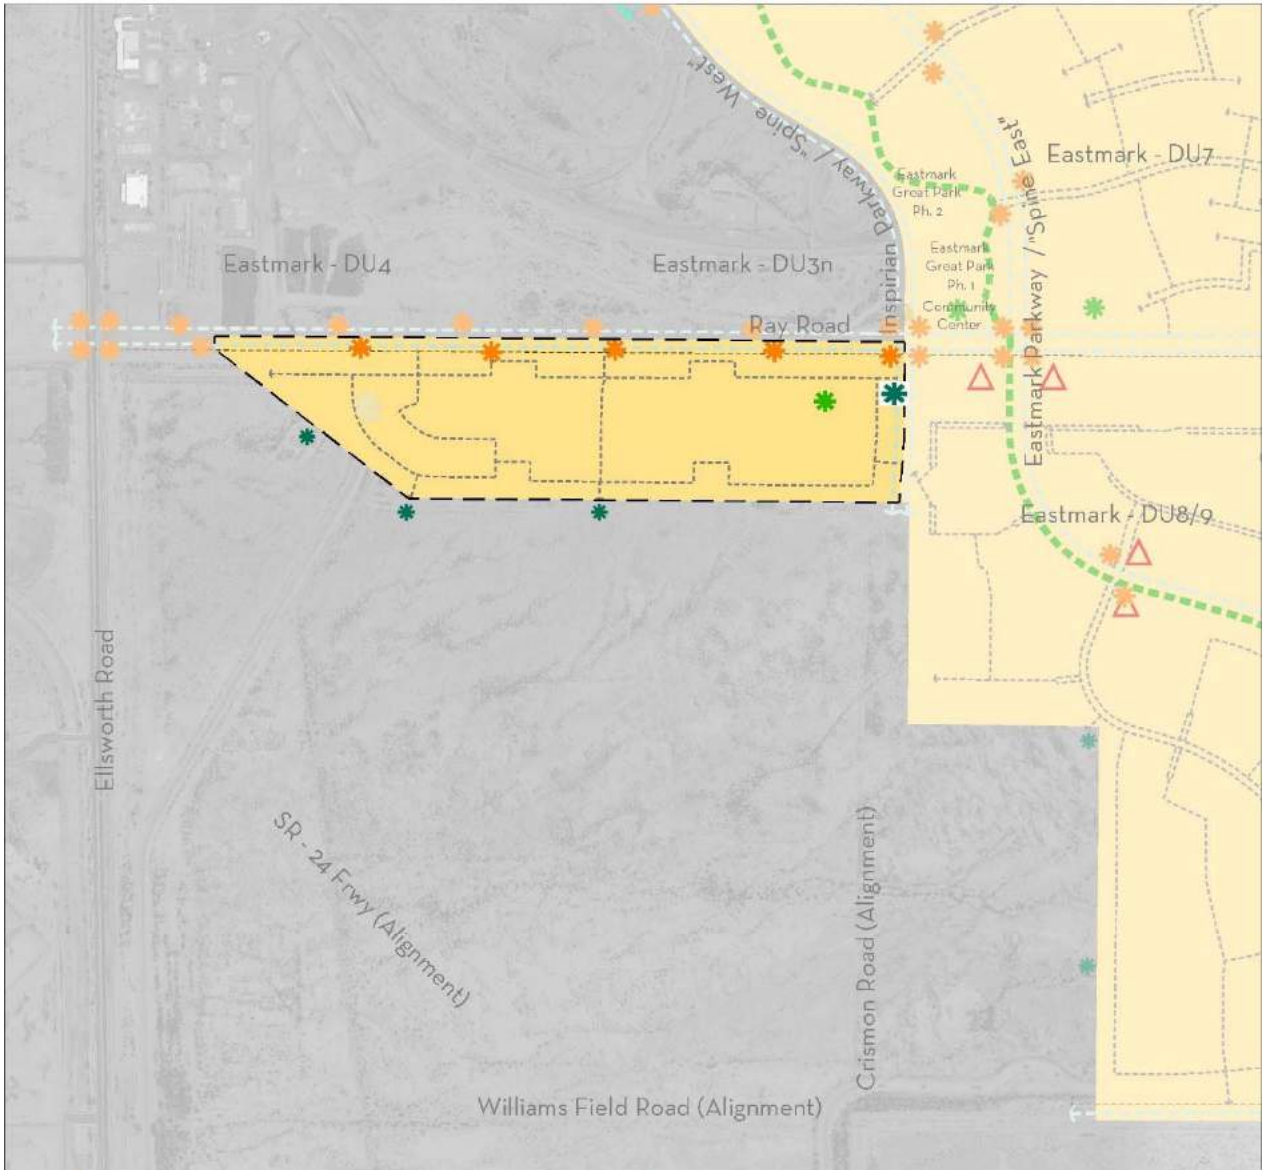 Inspirian Parkway / "Spine West"
Eastmark Parkway / "Spine East"
Eastmark - DU7
Eastmark
Great Park
Ph. 2
Eastmark - DU4
Eastmark - DU3n
Eastmark
Great Park
Ph. 1
Community
Center
Ray Road
Eastmark - DU8/9
Ellsworth Road
SR - 24 Frwy (Alignment)
Crismon Road (Alignment)
Williams Field Road (Alignment)